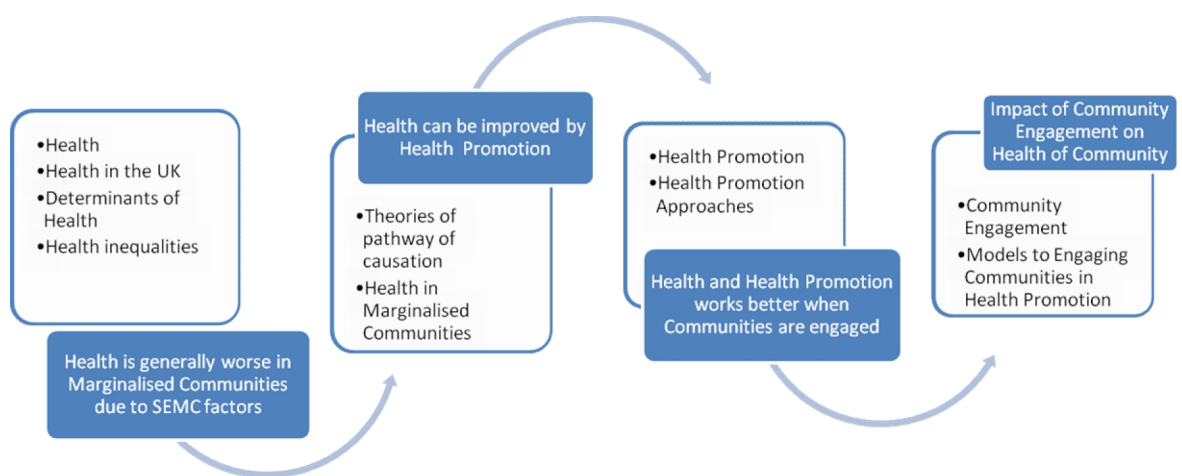 •Health
•Health in the UK
•Determinants of
Health
•Health inequalities
Health is generally worse in
Marginalised Communities
due to SEMC factors
Health can be improved by
Health Promotion
•Theories of
pathway of
causation
•Health in
Marginalised
Communities
•Health Promotion
•Health Promotion
Approaches
Health and Health Promotion
works better when
Communities are engaged
Impact of Community
Engagement on
Health of Community
•Community
Engagement
•Models to Engaging
Communities in
Health Promotion